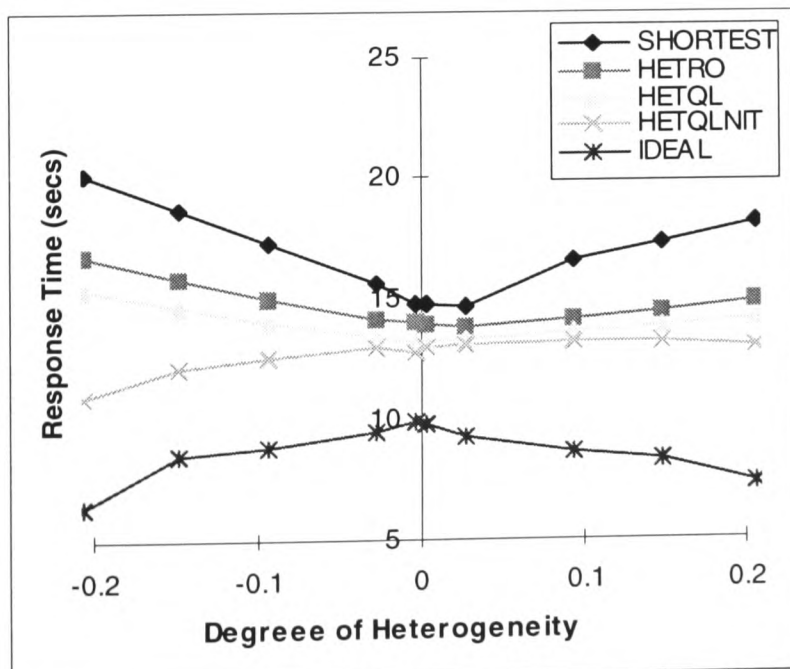 SHORTEST
HETRO
HETQL
HETQLNIT
IDEAL
25
20
15
10
5
Response Time (secs)
-0.2 -0.1 0 0.1 0.2
Degreee of Heterogeneity